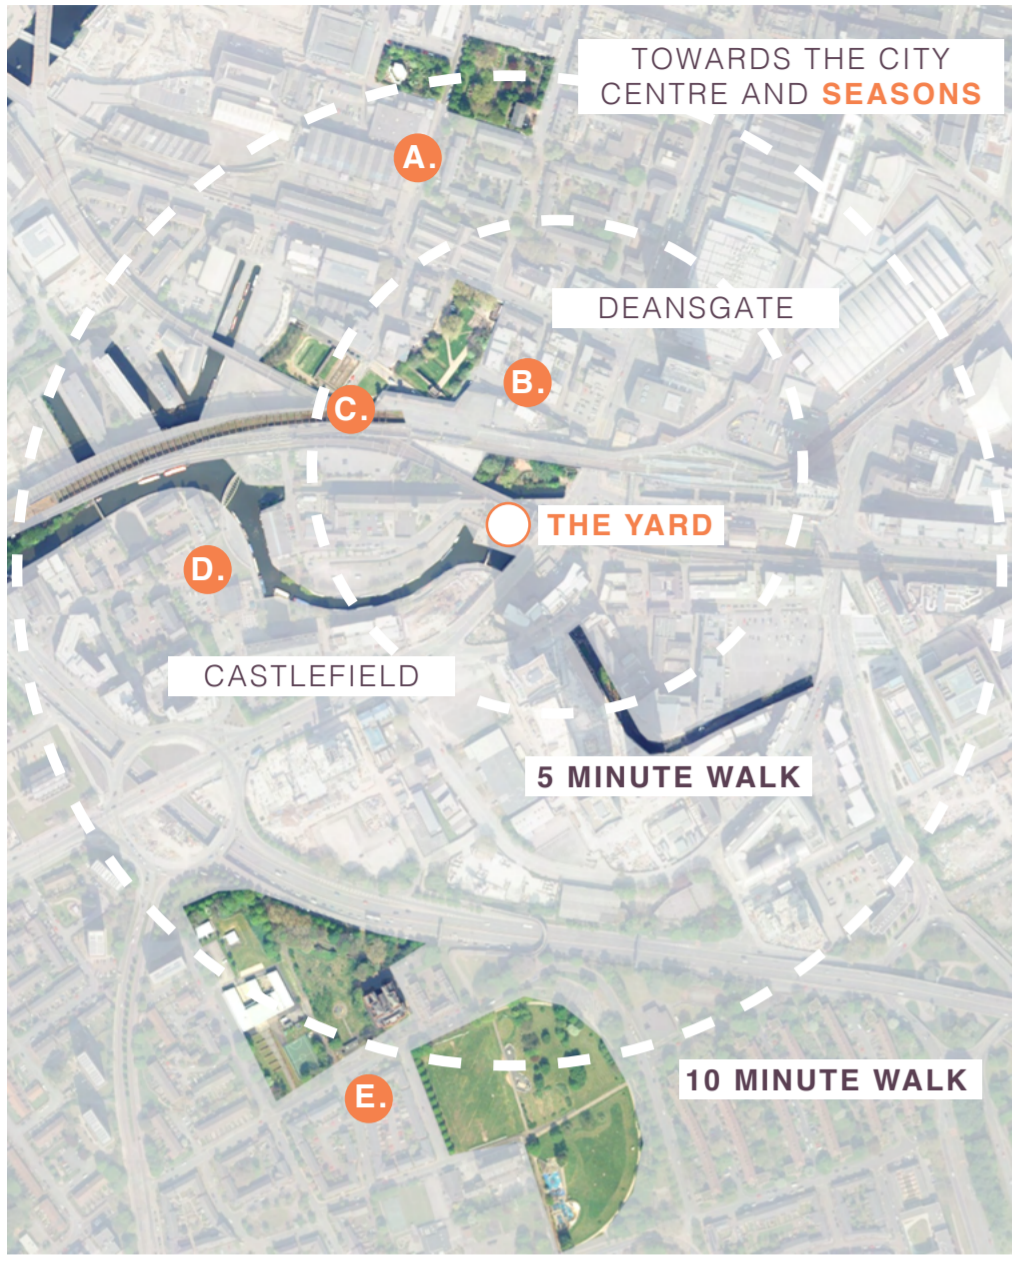 TOWARDS THE CITY
CENTRE AND SEASONS
A.
DEANSGATE
B.
C.
THE YARD
D.
CASTLEFIELD
5 MINUTE WALK
10 MINUTE WALK
E.